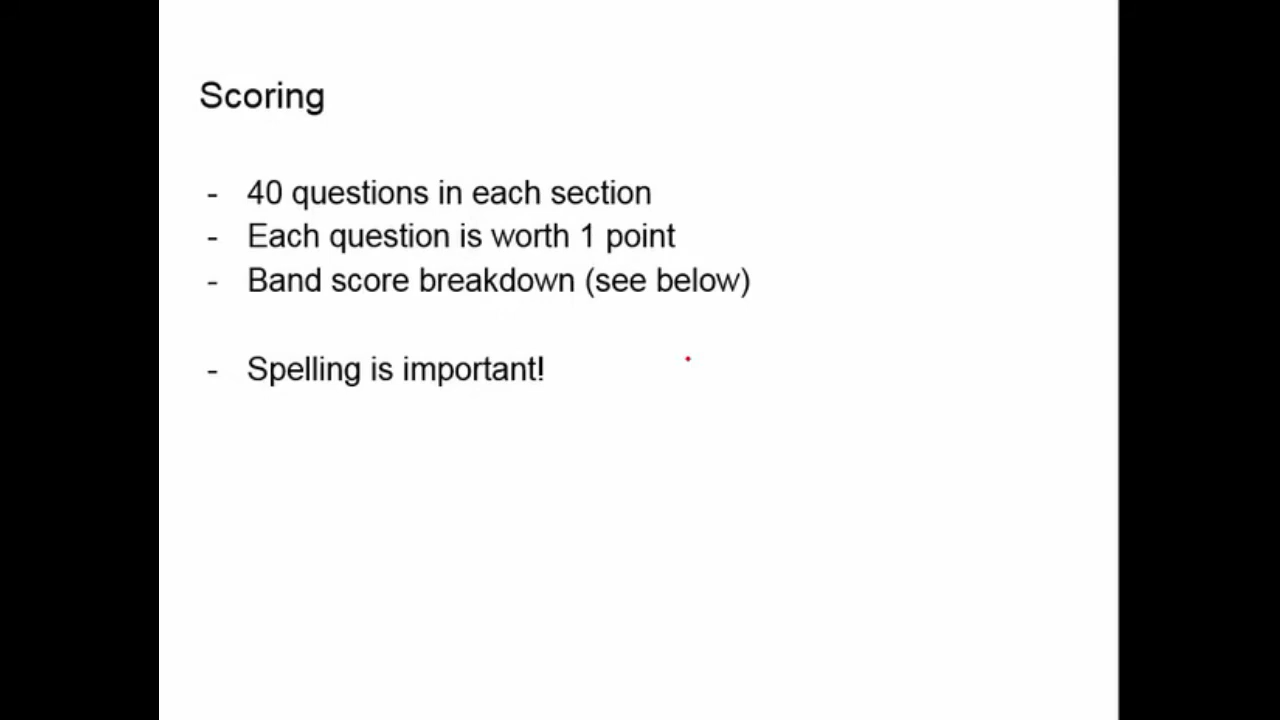 Scoring
- 40 questions in each section
- Each question is worth 1 point
- Band score breakdown (see below)
- Spelling is important!